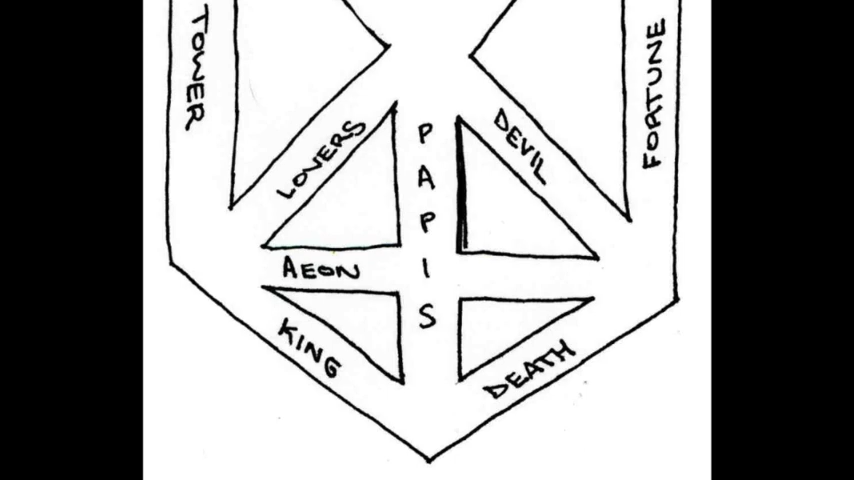 TOWER
FORTUNE
LOVERS
DEVIL
PAPIS
AEON
KING
DEATH